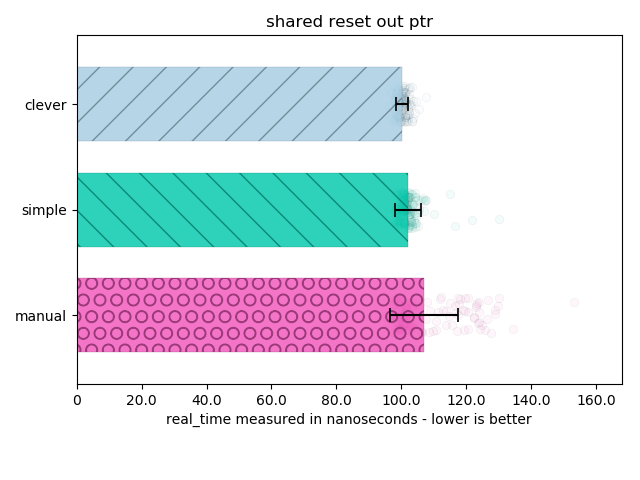 shared reset out ptr
clever
simple
manual
0 20.0 40.0 60.0 80.0 100.0 120.0 140.0 160.0
real_time measured in nanoseconds - lower is better